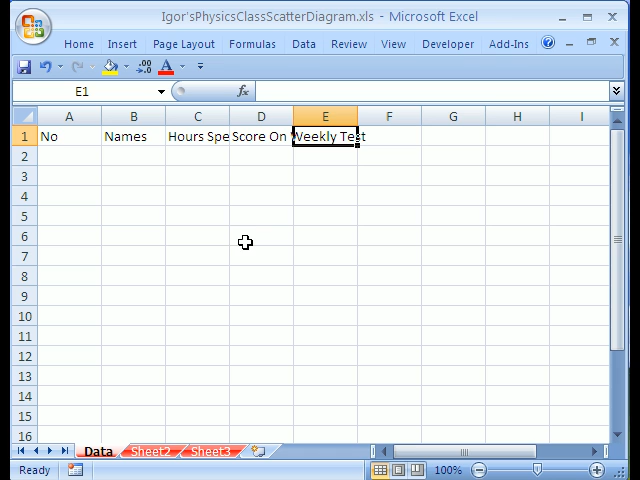 Igor'sPhysicsClassScatterDiagram.xls - Microsoft Excel
Home Insert Page Layout Formulas Data Review View Developer Add-Ins
E1 fx
A B C D E F G H I
1 No Names Hours Spe Score On Weekly Test
2
3
4
5
6
7
8
9
10
11
12
13
14
15
16
Data Sheet2 Sheet3
Ready 100%